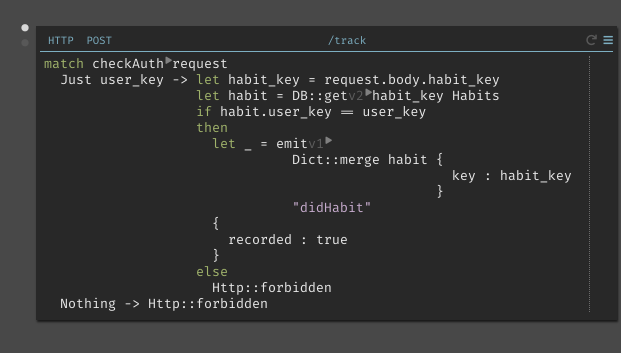 HTTP POST /track
match checkAuth▶request
Just user_key -> let habit_key = request.body.habit_key
let habit = DB::getv2▶habit_key Habits
if habit.user_key == user_key
then
let _ = emitv1▶
Dict::merge habit {
key : habit_key
}
"didHabit"
{
recorded : true
}
else
Http::forbidden
Nothing -> Http::forbidden